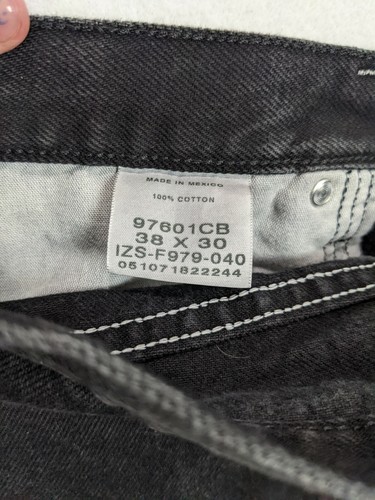 MADE IN MEXICO
100% COTTON
97601CB
38 X 30
IZS-F979-040
051071822244